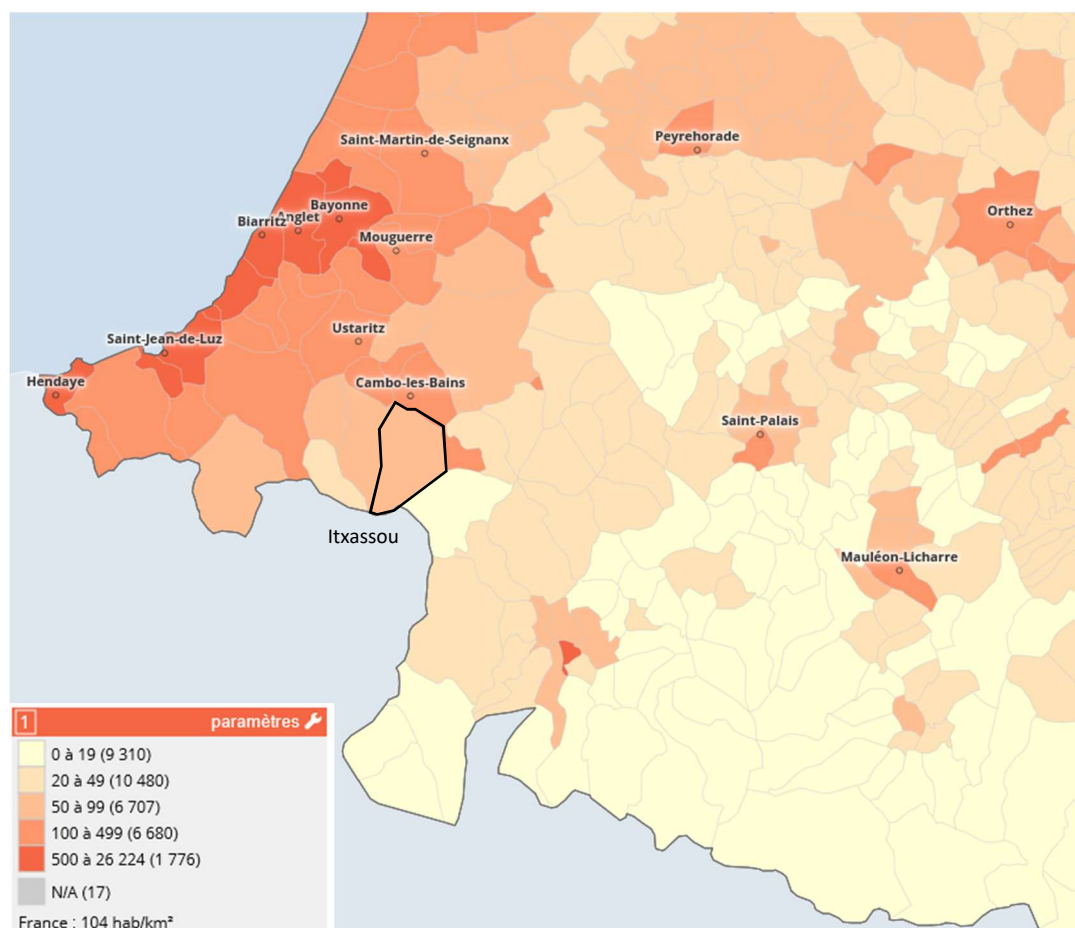 Saint-Martin-de-Seignanx
Peyrehorade
Bayonne
Biarritz Anglet
Orthez
Mouguerre
Ustaritz
Saint-Jean-de-Luz
Hendaye
Cambo-les-Bains
Saint-Palais
Itxassou
Mauléon-Licharre
1 paramètres
0 à 19 (9 310)
20 à 49 (10 480)
50 à 99 (6 707)
100 à 499 (6 680)
500 à 26 224 (1 776)
N/A (17)
France : 104 hab/km²